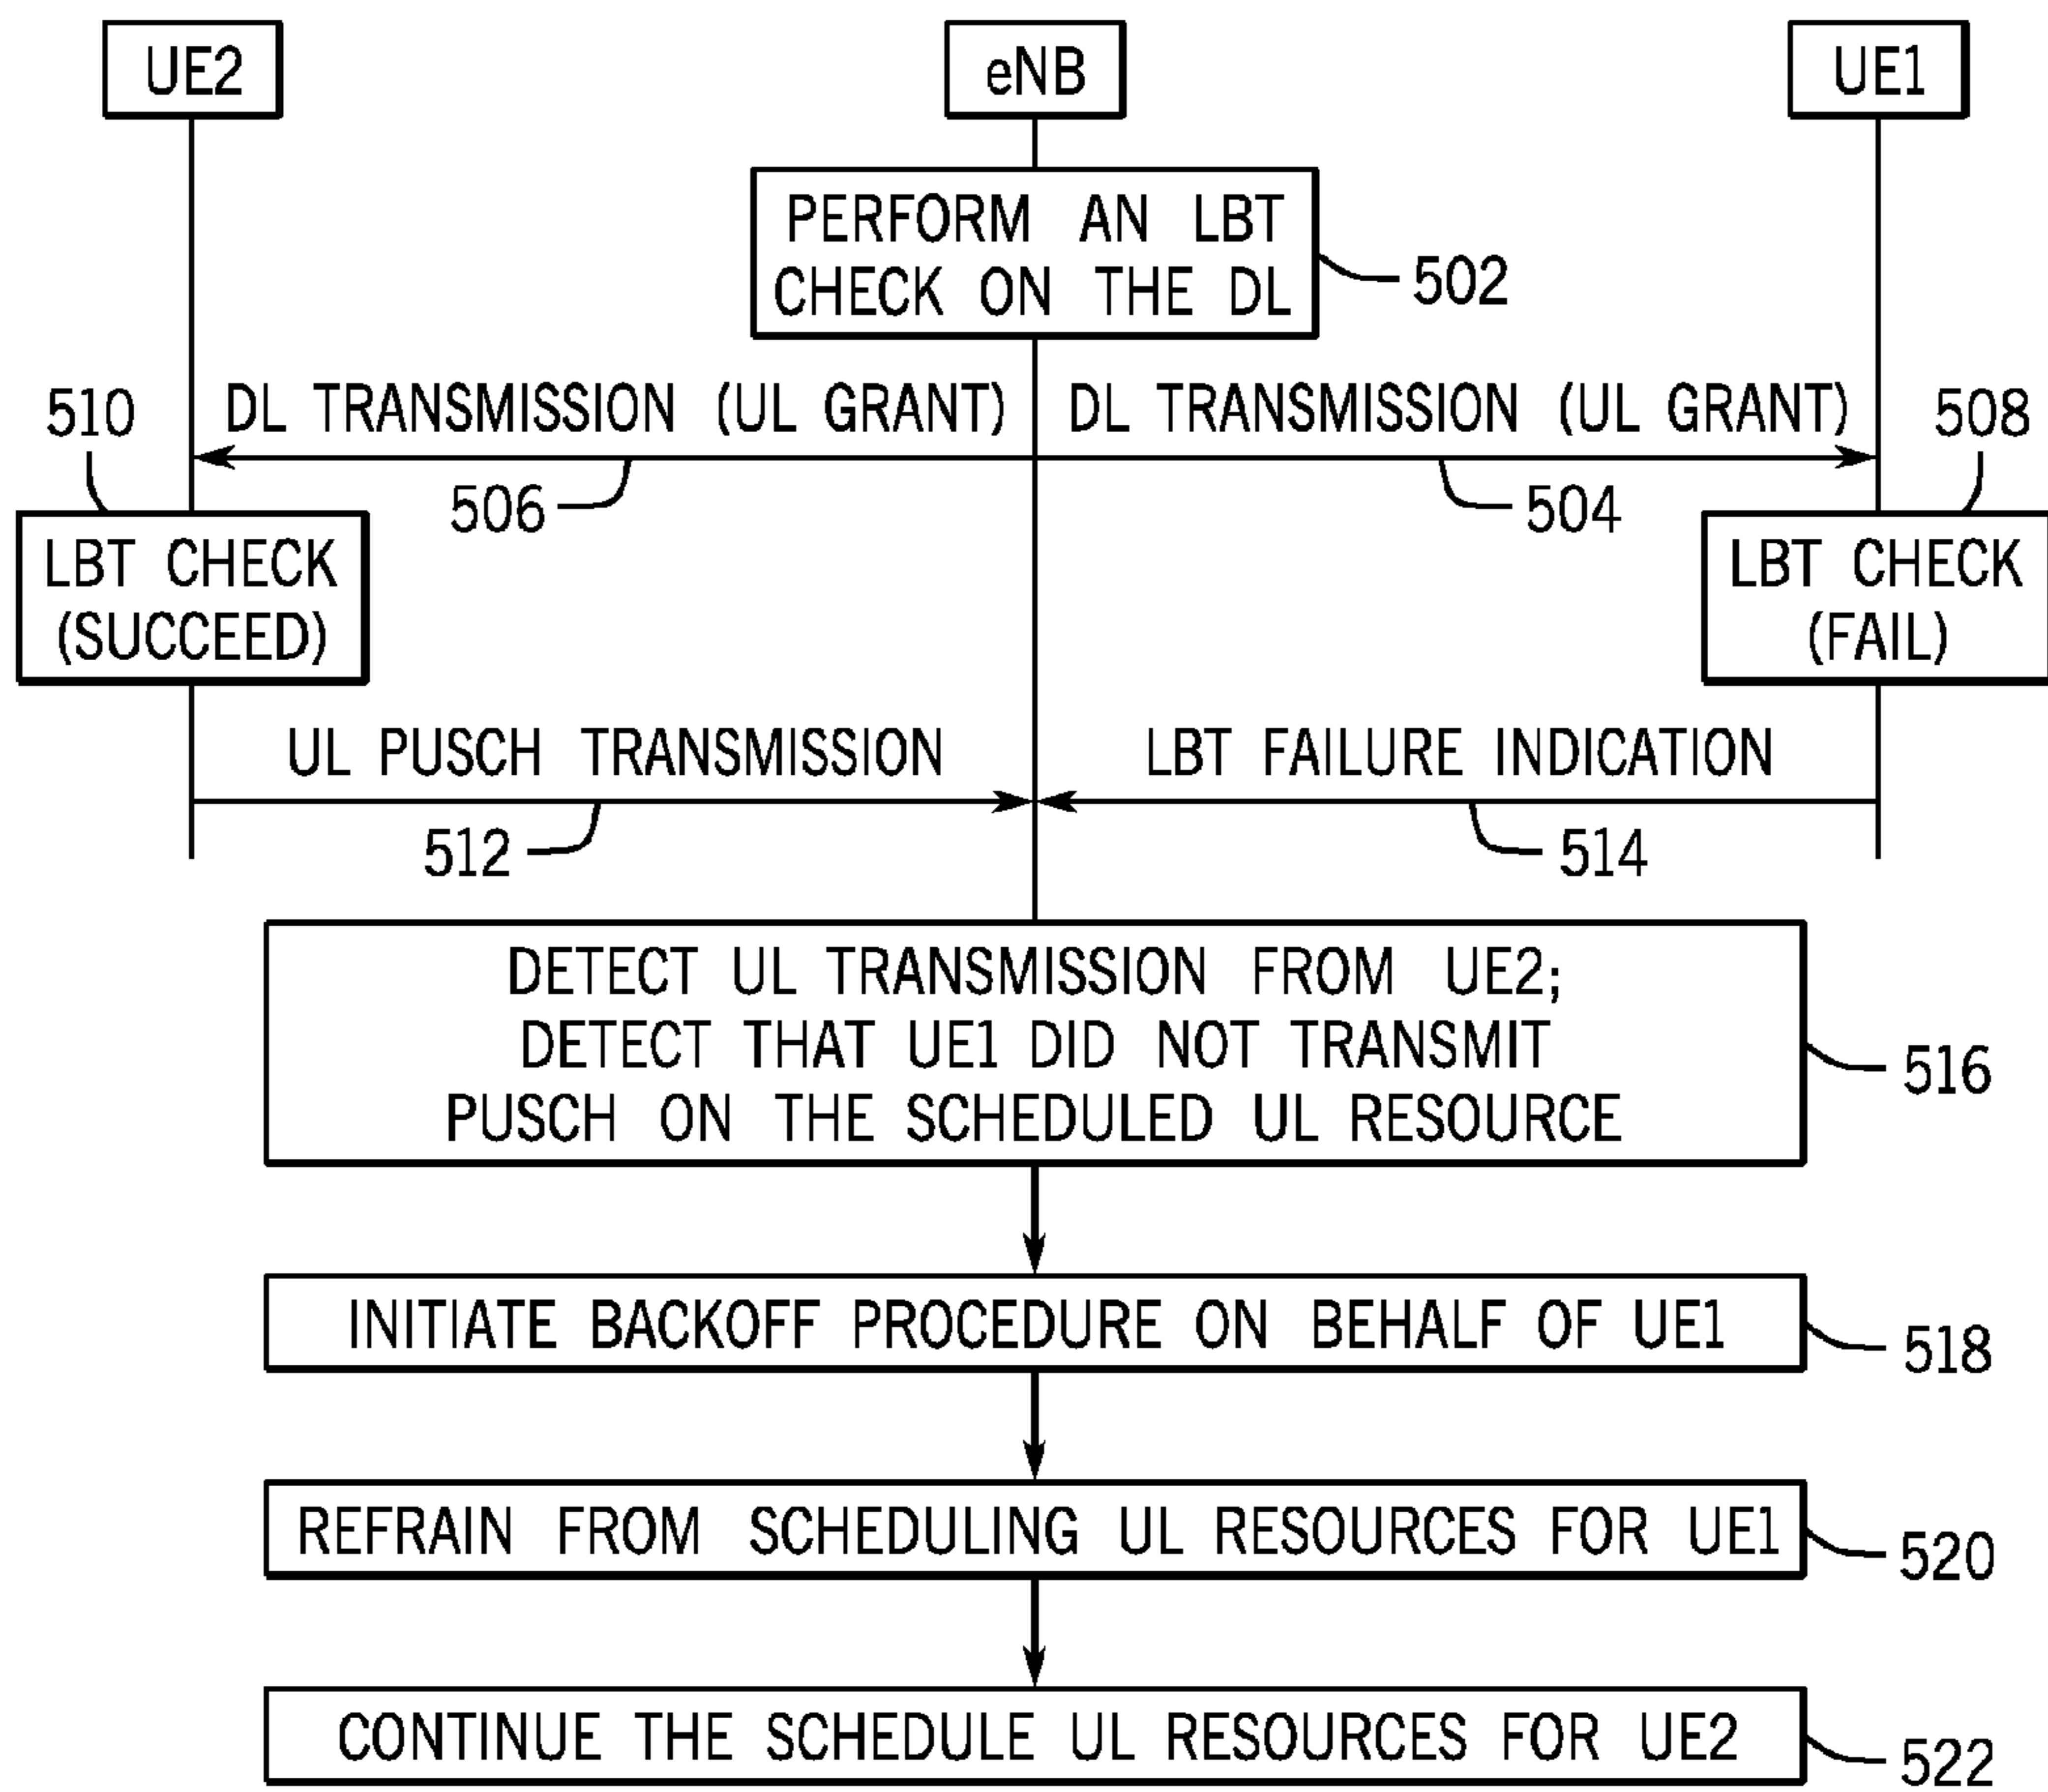 UE2
eNB
UE1
PERFORM AN LBT
CHECK ON THE DL
502
510
DL TRANSMISSION (UL GRANT)
DL TRANSMISSION (UL GRANT)
508
506
504
LBT CHECK
(SUCCEED)
LBT CHECK
(FAIL)
UL PUSCH TRANSMISSION
LBT FAILURE INDICATION
512
514
DETECT UL TRANSMISSION FROM UE2;
DETECT THAT UE1 DID NOT TRANSMIT
PUSCH ON THE SCHEDULED UL RESOURCE
516
INITIATE BACKOFF PROCEDURE ON BEHALF OF UE1
518
REFRAIN FROM SCHEDULING UL RESOURCES FOR UE1
520
CONTINUE THE SCHEDULE UL RESOURCES FOR UE2
522